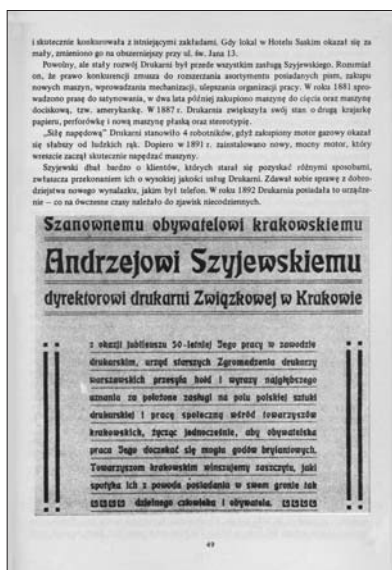 i skutecznie konkurowała z istniejącymi zakładami. Gdy lokal w Hotelu Saskim okazał się za
mały, zmieniono go na obszerniejszy przy ul. św. Jana 13.
Powolny, ale stały rozwój Drukarni był przede wszystkim zasługą Szyjewskiego. Rozumiał
on, że prawo konkurencji zmusza do rozszerzania asortymentu posiadanych pism, zakupu
nowych maszyn, wprowadzania mechanizacji, ulepszania organizacji pracy. W roku 1881 spro-
wadzono prasę do satynowania, w dwa lata później zakupiono maszynę do cięcia oraz maszynę
dociskową, tzw. amerykankę. W 1887 r. Drukarnia zwiększyła swój stan o drugą krajarkę
papieru, perforówkę i nową maszynę płaską oraz stereotypię.
„Siłę napędową” Drukarni stanowiło 4 robotników, gdyż zakupiony motor gazowy okazał
się słabszy od ludzkich rąk. Dopiero w 1891 r. zainstalowano nowy, mocny motor, który
wreszcie zaczął skutecznie napędzać maszyny.
Szyjewski dbał bardzo o klientów, których starał się pozyskać różnymi sposobami,
zwłaszcza przekonaniem ich o wysokiej jakości usług Drukarni. Zdawał sobie sprawę z dobro-
dziejstwa nowego wynalazku, jakim był telefon. W roku 1892 Drukarnia posiadała to urządze-
nie – co na ówczesne czasy należało do zjawisk niecodziennych.
Szanownemu obywatelowi krakowskiemu
Andrzejowi Szyjewskiemu
dyrektorowi drukarni Związkowej w Krakowie
z okazji jubileuszu 50-letniej Jego pracy w zawodzie
drukarskim, urząd starszych Zgromadzenia drukarzy
warszawskich przesyła hołd i wyrazy najgłębszego
uznania za położone zasługi na polu polskiej sztuki
drukarskiej i pracę społeczną wśród towarzyszów
krakowskich, życząc jednocześnie, aby obywatelska
praca Jego doczekać się mogła godów brylantowych.
Towarzyszom krakowskim winszujemy zaszczytu, jaki
spotyka ich z powodu posiadania w swem gronie tak
dzielnego człowieka i obywatela.
49